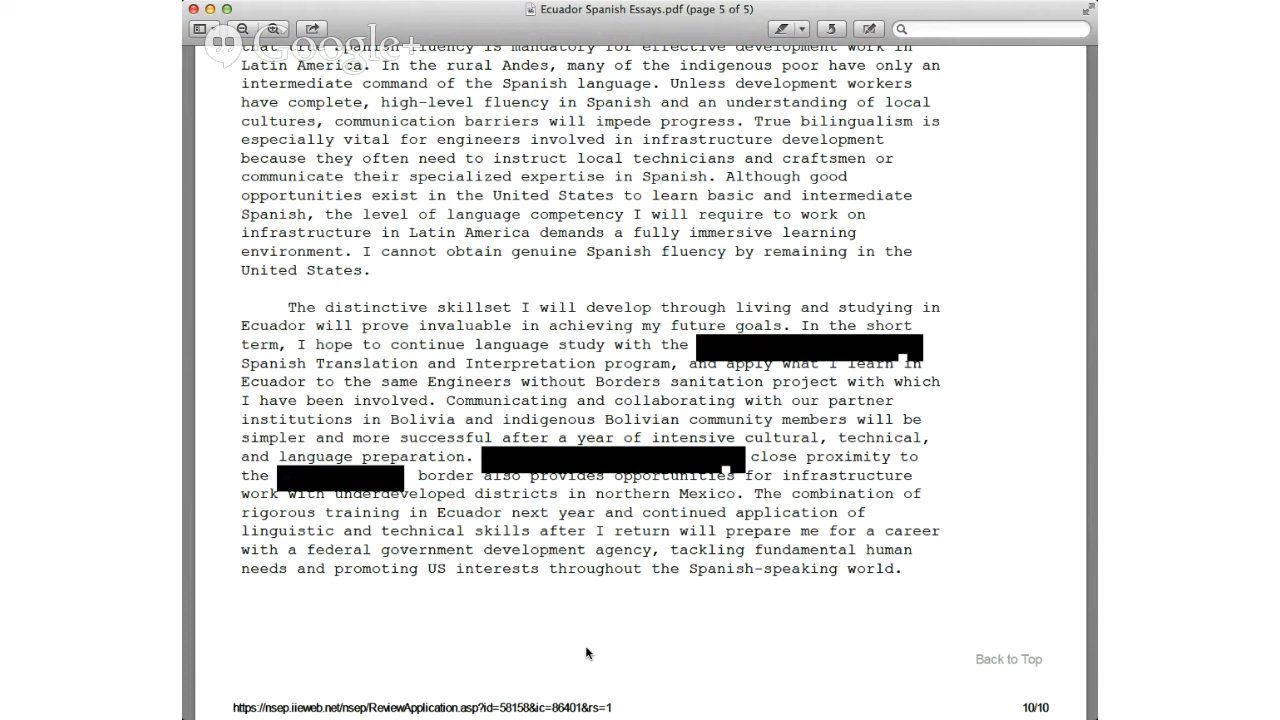 Ecuador Spanish Essays.pdf (page 5 of 5)
Google+
that fite Spanish fluency is mandatory for effective development work in
Latin America. In the rural Andes, many of the indigenous poor have only an
intermediate command of the Spanish language. Unless development workers
have complete, high-level fluency in Spanish and an understanding of local
cultures, communication barriers will impede progress. True bilingualism is
especially vital for engineers involved in infrastructure development
because they often need to instruct local technicians and craftsmen or
communicate their specialized expertise in Spanish. Although good
opportunities exist in the United States to learn basic and intermediate
Spanish, the level of language competency I will require to work on
infrastructure in Latin America demands a fully immersive learning
environment. I cannot obtain genuine Spanish fluency by remaining in the
United States.
The distinctive skillset I will develop through living and studying in
Ecuador will prove invaluable in achieving my future goals. In the short
term, I hope to continue language study with the
Spanish Translation and Interpretation program, and apply what I learn in
Ecuador to the same Engineers without Borders sanitation project with which
I have been involved. Communicating and collaborating with our partner
institutions in Bolivia and indigenous Bolivian community members will be
simpler and more successful after a year of intensive cultural, technical,
and language preparation. close proximity to
the border also provides opportunities for infrastructure
work with underdeveloped districts in northern Mexico. The combination of
rigorous training in Ecuador next year and continued application of
linguistic and technical skills after I return will prepare me for a career
with a federal government development agency, tackling fundamental human
needs and promoting US interests throughout the Spanish-speaking world.
Back to Top
https://nsep.iieweb.net/nsep/ReviewApplication.asp?id=58158&ic=86401&rs=1 10/10